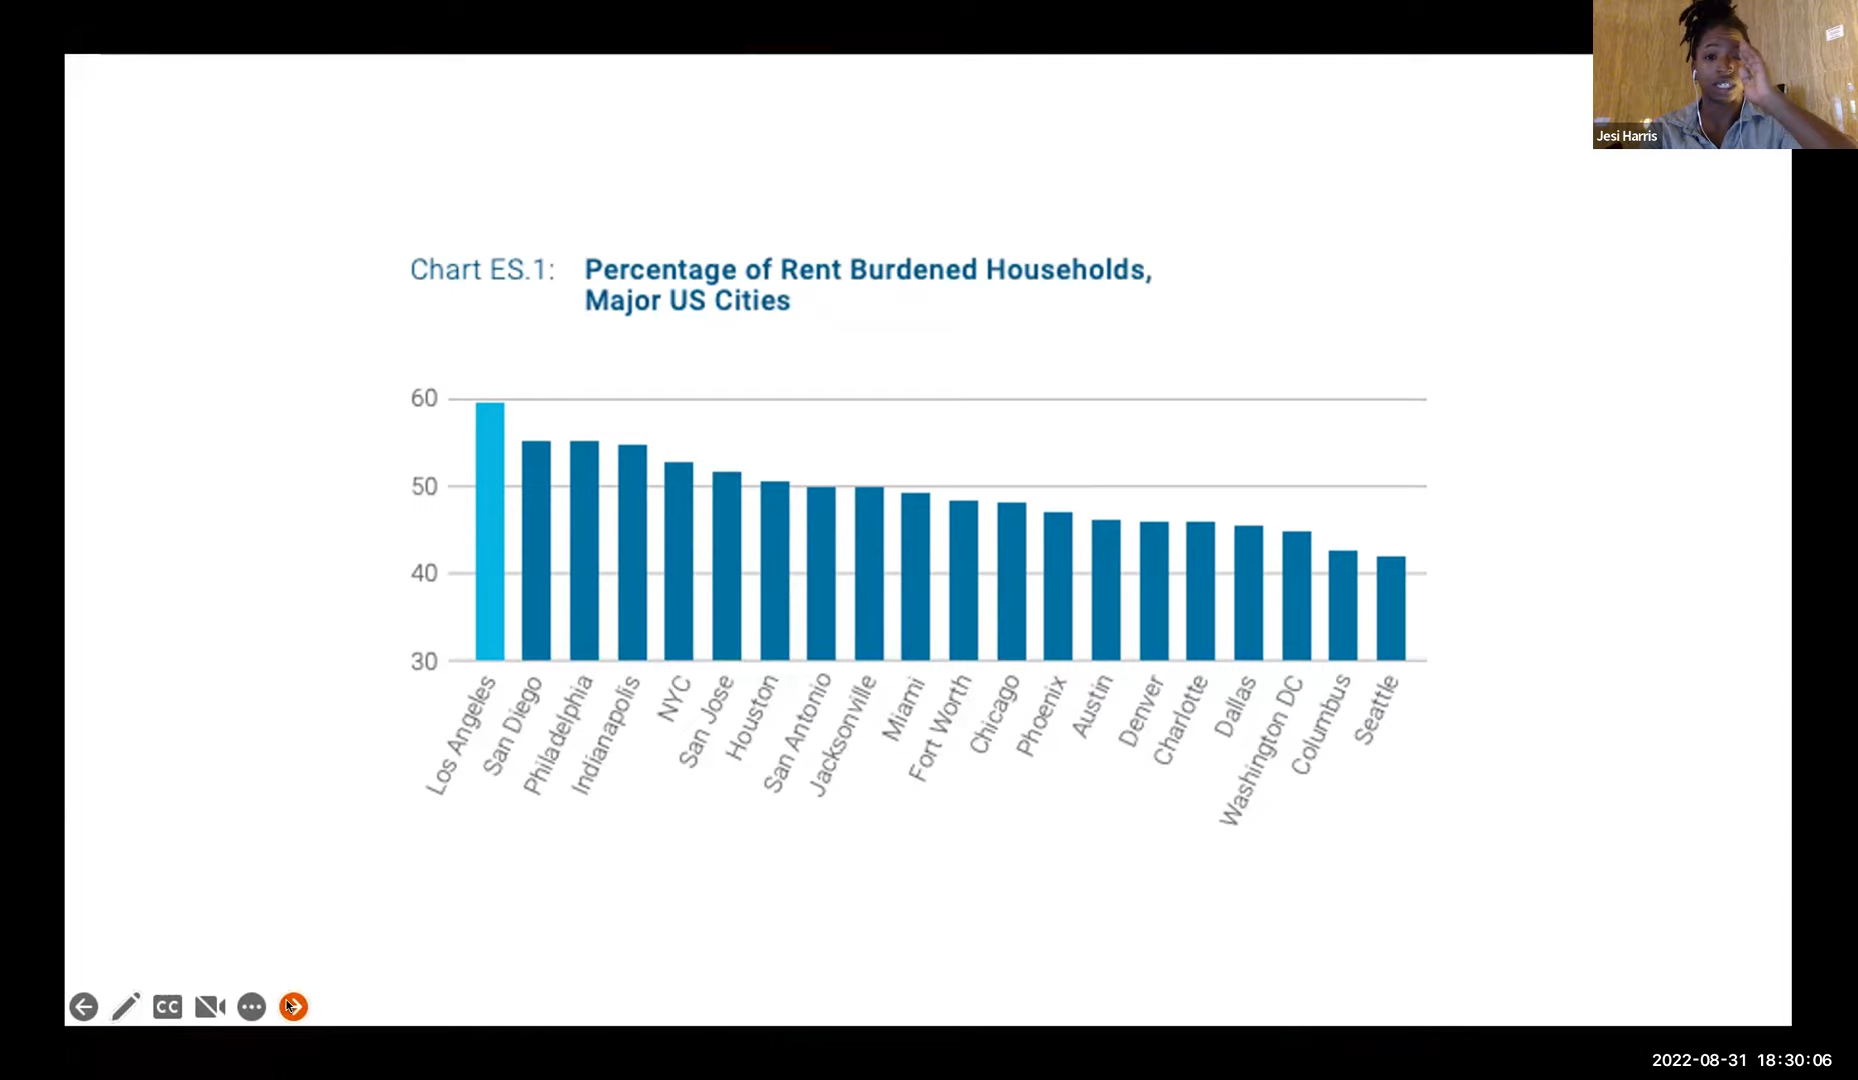 Jesi Harris
Chart ES.1: Percentage of Rent Burdened Households,
Major US Cities
60
50
40
30
Los Angeles
San Diego
Philadelphia
Indianapolis
NYC
San Jose
Houston
San Antonio
Jacksonville
Miami
Fort Worth
Chicago
Phoenix
Austin
Denver
Charlotte
Dallas
Washington DC
Columbus
Seattle
CC
2022-08-31 18:30:06